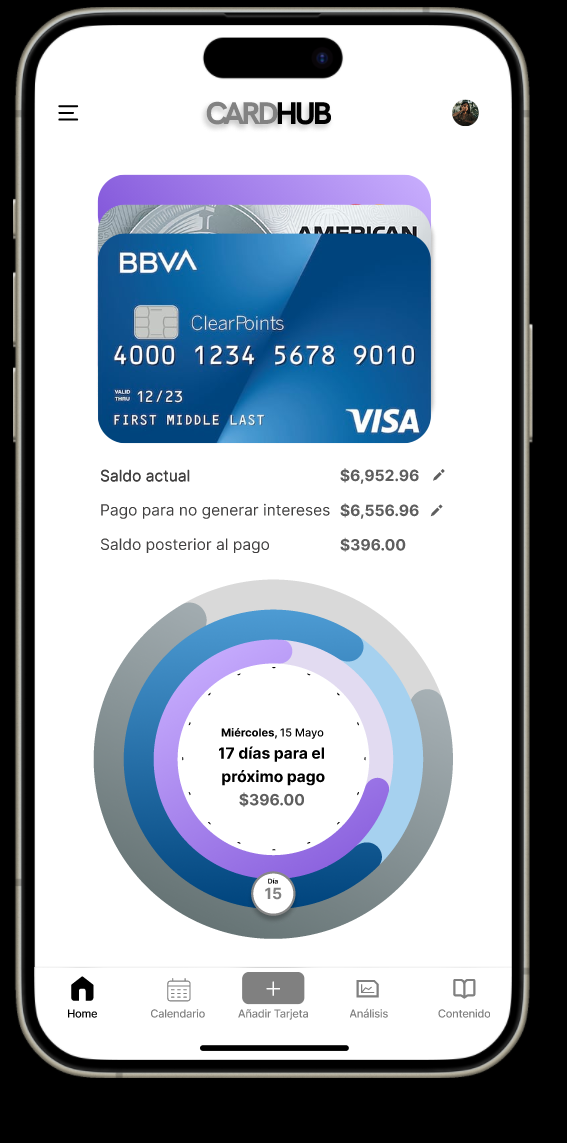 CARDHUB
AMERICAN
BBVA
ClearPoints
4000 1234 5678 9010
VALID THRU 12/23
FIRST MIDDLE LAST
VISA
Saldo actual $6,952.96
Pago para no generar intereses $6,556.96
Saldo posterior al pago $396.00
Miércoles, 15 Mayo
17 días para el
próximo pago
$396.00
Día
15
Home Calendario Añadir Tarjeta Análisis Contenido